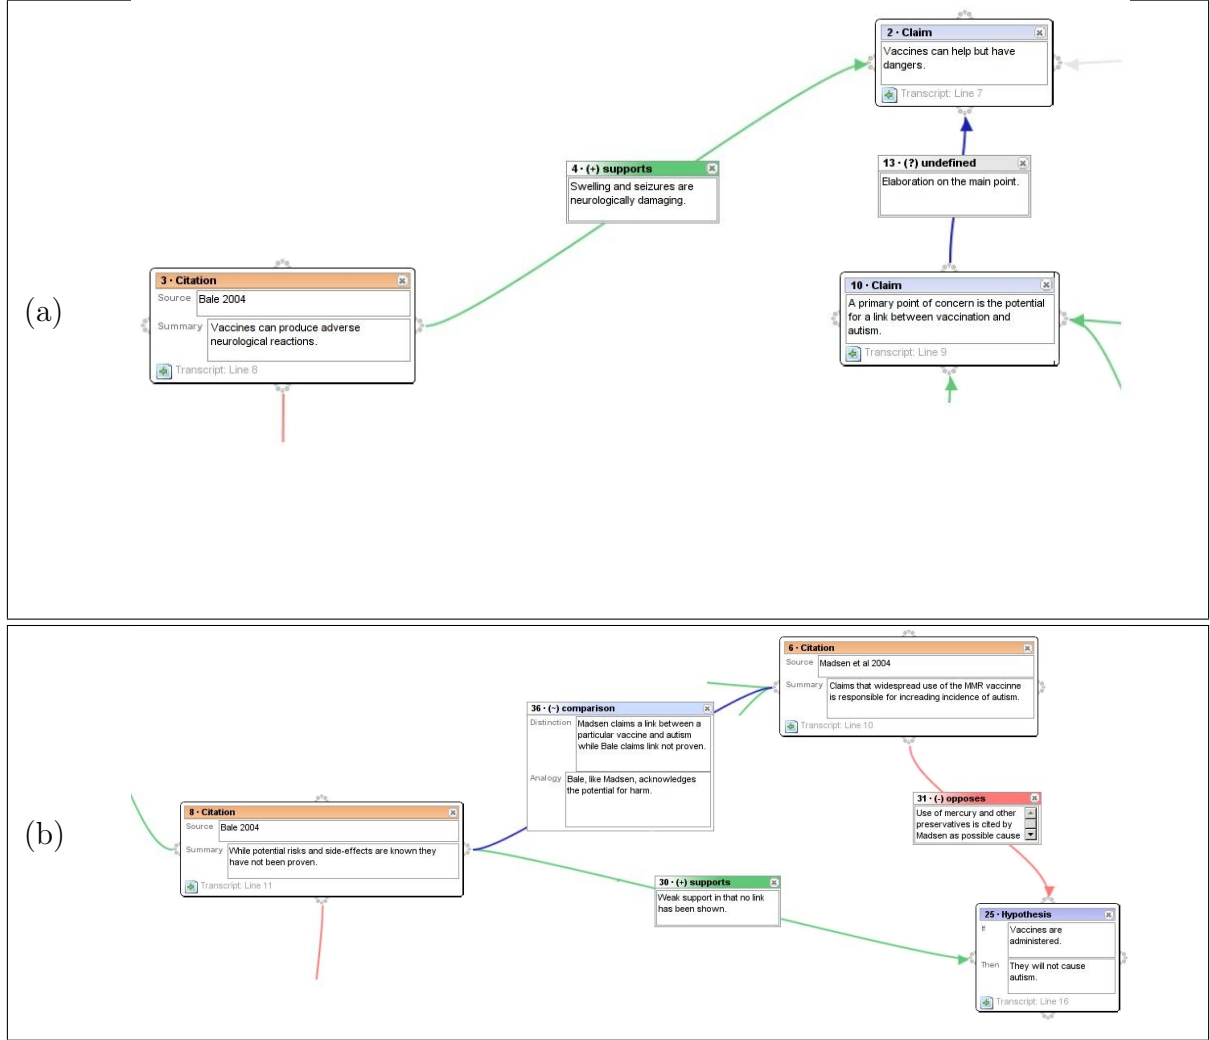 (a)
2 · Claim
Vaccines can help but have
dangers.
Transcript: Line 7
4 · (+) supports
Swelling and seizures are
neurologically damaging.
13 · (?) undefined
Elaboration on the main point.
3 · Citation
Source Bale 2004
Summary Vaccines can produce adverse
neurological reactions.
Transcript: Line 8
10 · Claim
A primary point of concern is the potential
for a link between vaccination and
autism.
Transcript: Line 9
(b)
6 · Citation
Source Madsen et al 2004
Summary Claims that widespread use of the MMR vaccinne
is responsible for increading incidence of autism.
Transcript: Line 10
36 · (~) comparison
Distinction Madsen claims a link between a
particular vaccine and autism
while Bale claims link not proven.
Analogy Bale, like Madsen, acknowledges
the potential for harm.
31 · (-) opposes
Use of mercury and other
preservatives is cited by
Madsen as possible cause
8 · Citation
Source Bale 2004
Summary While potential risks and side-effects are known they
have not been proven.
Transcript: Line 11
30 · (+) supports
Weak support in that no link
has been shown.
25 · Hypothesis
If Vaccines are
administered.
Then They will not cause
autism.
Transcript: Line 16